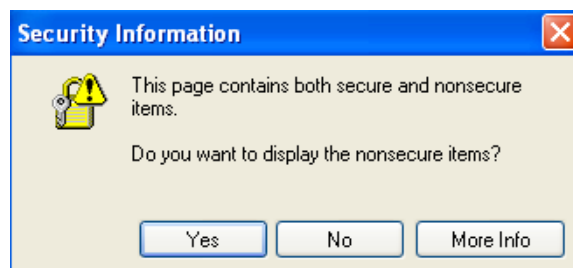 Security Information
This page contains both secure and nonsecure
items.
Do you want to display the nonsecure items?
Yes No More Info